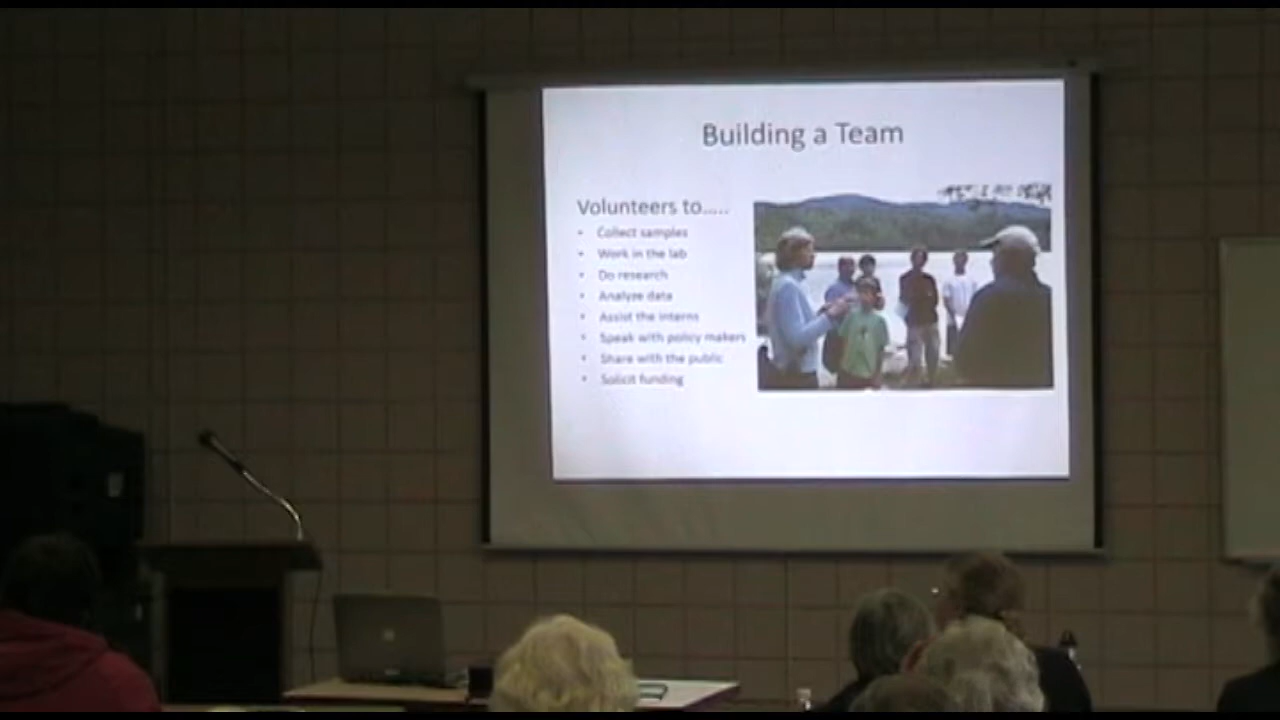 Building a Team
Volunteers to.....
• Collect samples
• Work in the lab
• Do research
• Analyze data
• Assist the interns
• Speak with policy makers
• Share with the public
• Solicit funding